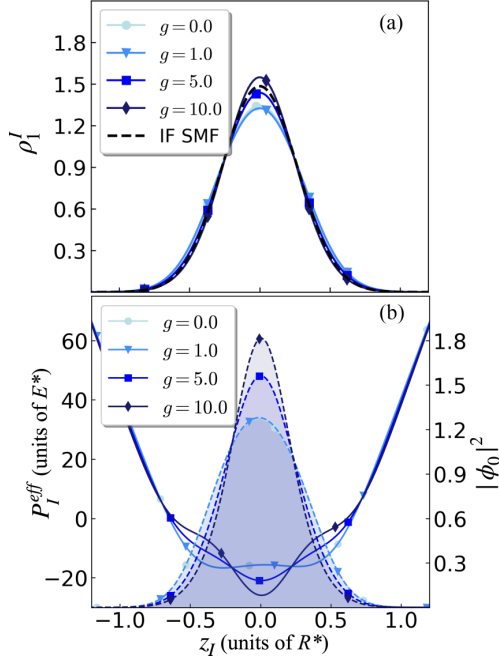 (a)
g = 0.0
g = 1.0
g = 5.0
g = 10.0
IF SMF
1.8
1.5
1.2
0.9
0.6
0.3
ρ₁ᴵ
(b)
g = 0.0
g = 1.0
g = 5.0
g = 10.0
60
40
20
0
−20
P_I^eff (units of E*)
1.8
1.5
1.2
0.9
0.6
0.3
|ϕ₀|²
−1.0 −0.5 0.0 0.5 1.0
z_I (units of R*)